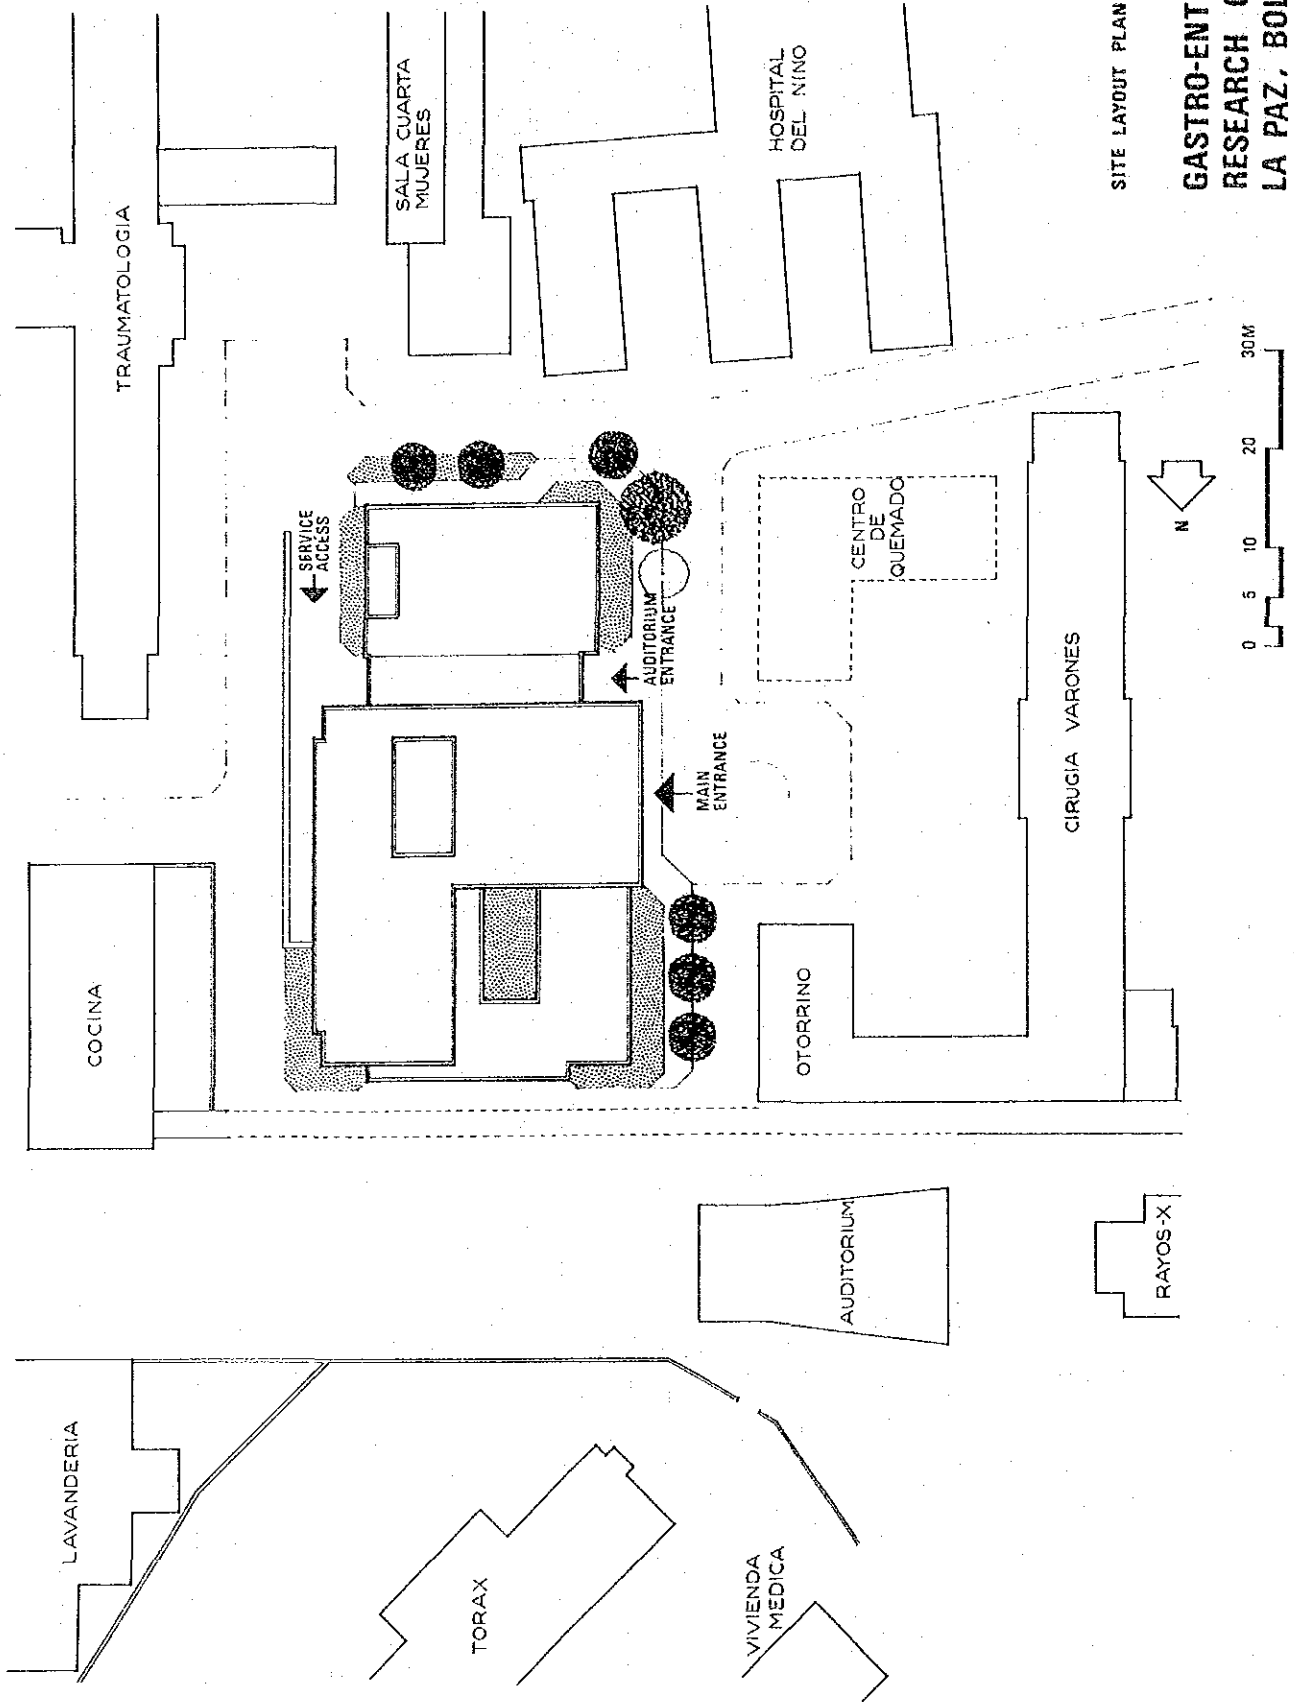 LAVANDERIA
COCINA
TRAUMATOLOGIA
SERVICE
ACCESS
SALA CUARTA
MUJERES
TORAX
AUDITORIUM
ENTRANCE
MAIN
ENTRANCE
HOSPITAL
DEL NINO
VIVIENDA
MEDICA
AUDITORIUM
OTORRINO
CENTRO
DE
QUEMADO
CIRUGIA VARONES
RAYOS-X
N
0 5 10 20 30M
SITE LAYOUT PLAN
GASTRO-ENT
RESEARCH
LA PAZ, BOL